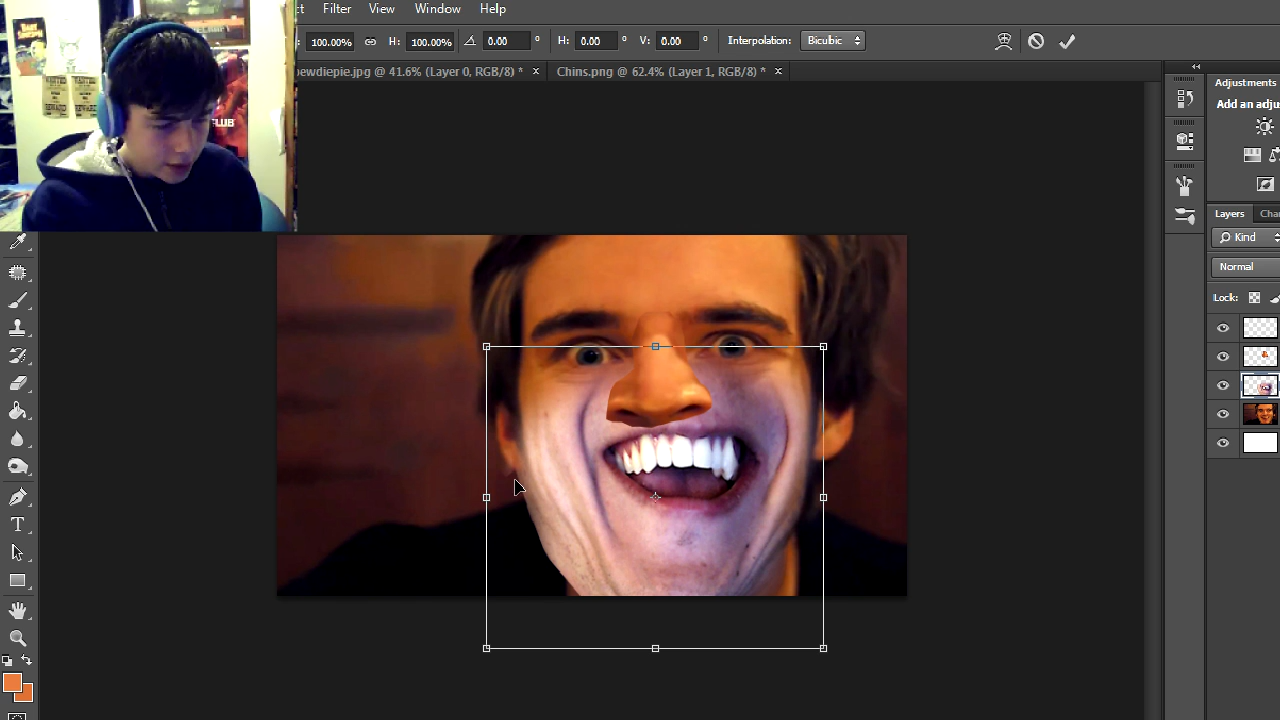 ct Filter View Window Help
: 100.00% H: 100.00% 0.00 ° H: 0.00 ° V: 0.00 ° Interpolation: Bicubic
ewdiepie.jpg @ 41.6% (Layer 0, RGB/8) * × Chins.png @ 62.4% (Layer 1, RGB/8) ×
Adjustments
Add an adju
CLUB
Layers Cha
Kind
Normal
Lock:
T